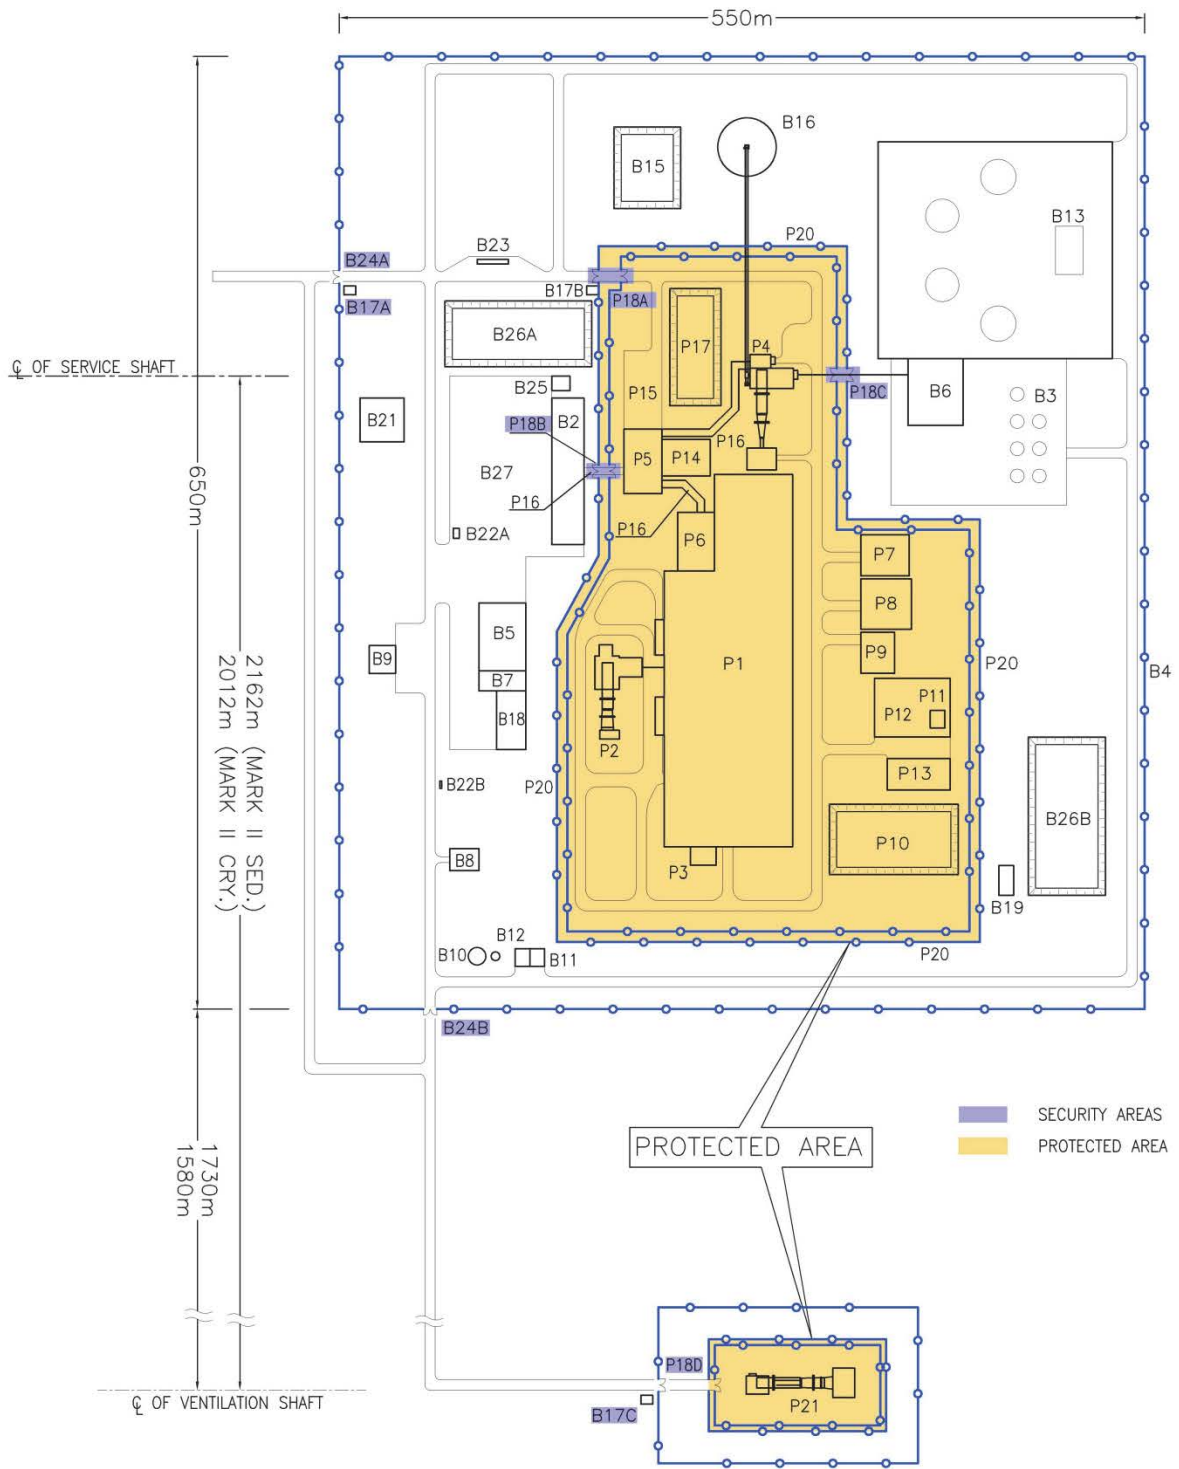 550m
B16
B15
B13
P20
B23
B24A
B17B
P18A
B17A
B26A
P17
P4
℄ OF SERVICE SHAFT
B25
P15
P18C
B6
B3
B21
B2
P18B
P16
P5
P14
B27
P16
P16
B22A
P6
P7
650m
P8
B5
P9
B9
P1
P20
B4
B7
P11
B18
P12
P2
2162m (MARK II SED.)
2012m (MARK II CRY.)
B22B
P20
P13
B26B
P10
B8
P3
B19
B12
B10
B11
P20
B24B
SECURITY AREAS
PROTECTED AREA
PROTECTED AREA
1730m
1580m
P18D
℄ OF VENTILATION SHAFT
P21
B17C